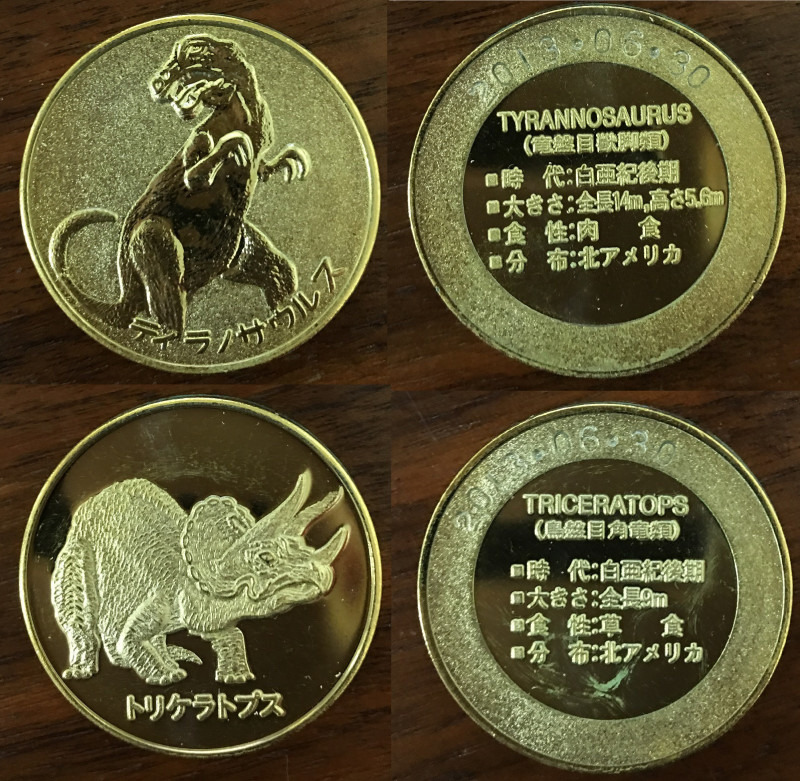 ティラノサウルス
2013・06・30
TYRANNOSAURUS
(竜盤目獣脚類)
■時 代:白亜紀後期
■大きさ:全長14m,高さ5.6m
■食 性:肉 食
■分 布:北アメリカ
トリケラトプス
2013・06・30
TRICERATOPS
(鳥盤目角竜類)
■時 代:白亜紀後期
■大きさ:全長9m
■食 性:草 食
■分 布:北アメリカ